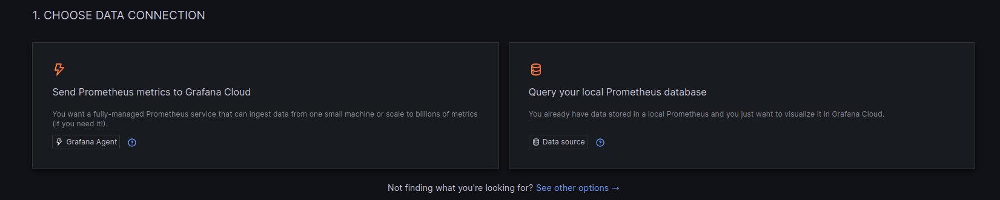 1. CHOOSE DATA CONNECTION
Send Prometheus metrics to Grafana Cloud
You want a fully-managed Prometheus service that can ingest data from one small machine or scale to billions of metrics
(if you need it!).
Grafana Agent
Query your local Prometheus database
You already have data stored in a local Prometheus and you just want to visualize it in Grafana Cloud.
Data source
Not finding what you're looking for? See other options →